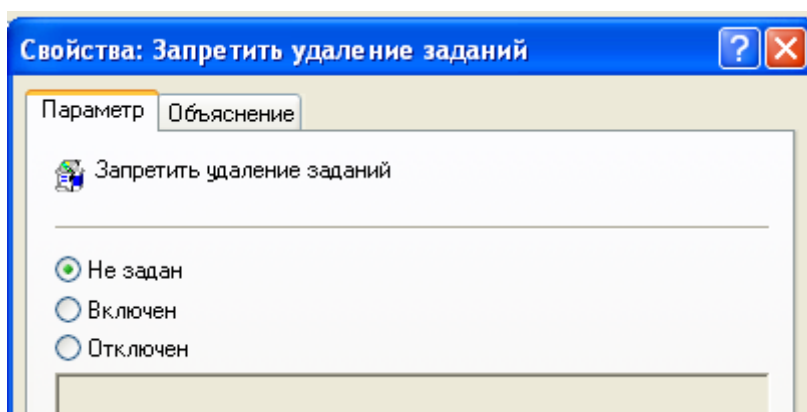 Свойства: Запретить удаление заданий
Параметр
Объяснение
Запретить удаление заданий
Не задан
Включен
Отключен